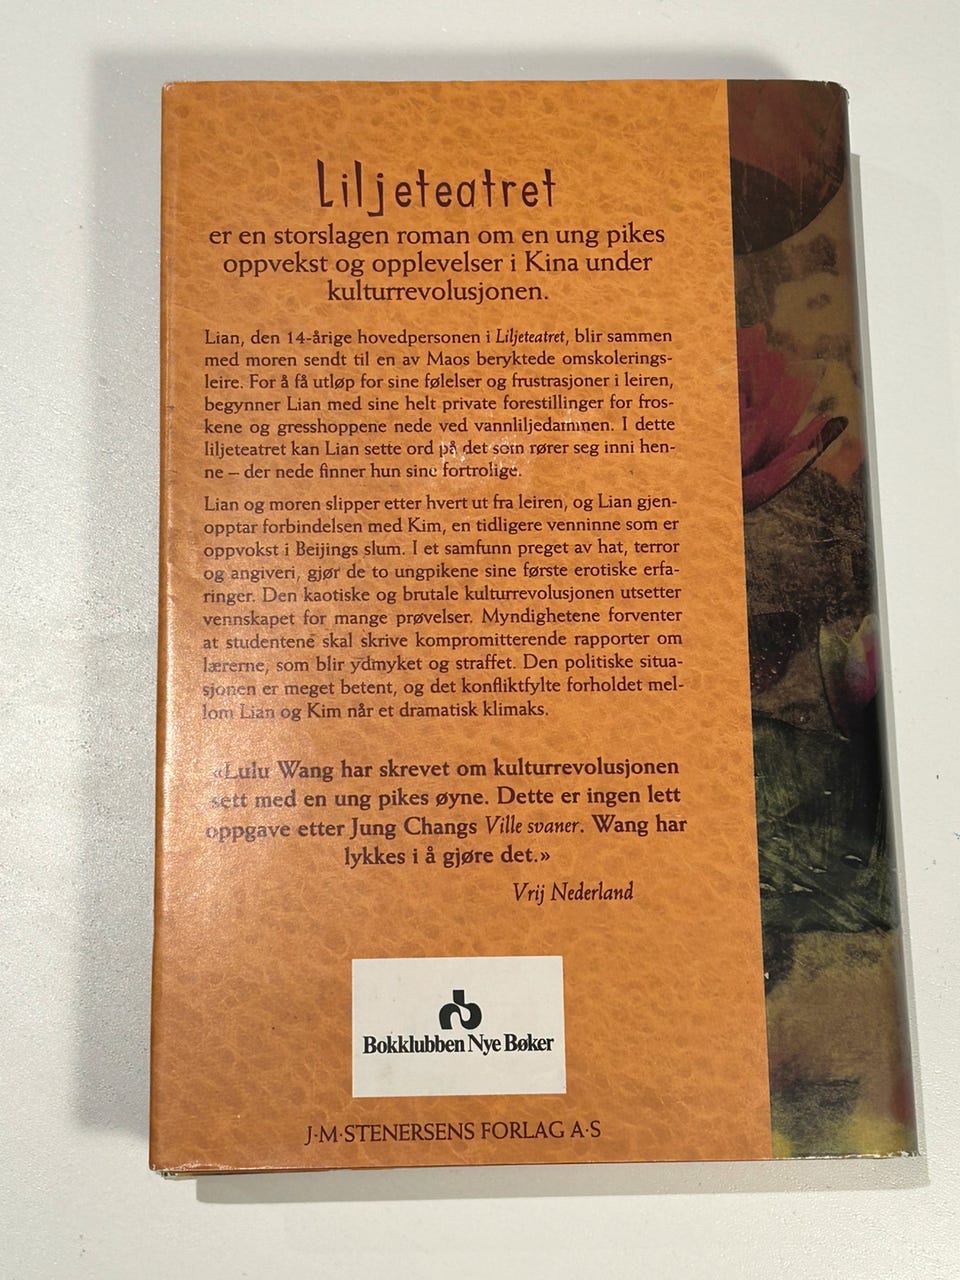 Liljeteatret
er en storslagen roman om en ung pikes
oppvekst og opplevelser i Kina under
kulturrevolusjonen.
Lian, den 14-årige hovedpersonen i Liljeteatret, blir sammen
med moren sendt til en av Maos beryktede omskolerings-
leire. For å få utløp for sine følelser og frustrasjoner i leiren,
begynner Lian med sine helt private forestillinger for fros-
kene og gresshoppene nede ved vannliljedammen. I dette
liljeteatret kan Lian sette ord på det som rører seg inni hen-
ne – der nede finner hun sine fortrolige.
Lian og moren slipper etter hvert ut fra leiren, og Lian gjen-
opptar forbindelsen med Kim, en tidligere venninne som er
oppvokst i Beijings slum. I et samfunn preget av hat, terror
og angiveri, gjør de to ungpikene sine første erotiske erfa-
ringer. Den kaotiske og brutale kulturrevolusjonen utsetter
vennskapet for mange prøvelser. Myndighetene forventer
at studentene skal skrive kompromitterende rapporter om
lærerne, som blir ydmyket og straffet. Den politiske situa-
sjonen er meget betent, og det konfliktfylte forholdet mel-
lom Lian og Kim når et dramatisk klimaks.
«Lulu Wang har skrevet om kulturrevolusjonen
sett med en ung pikes øyne. Dette er ingen lett
oppgave etter Jung Changs Ville svaner. Wang har
lykkes i å gjøre det.»
Vrij Nederland
Bokklubben Nye Bøker
J·M·STENERSENS FORLAG A·S